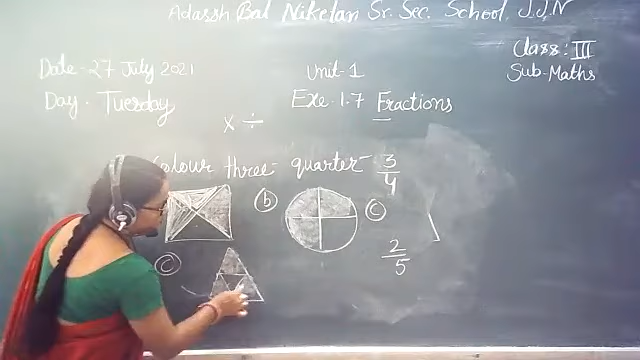 Adassh Bal Niketan Sr. Sec. School, JJN
Class: III
Date - 27 July 2021 Unit-1 Sub-Maths
Day. Tuesday Exe-1.7 Fractions
x ÷
Colour three-quarter- 3/4
(b) (c)
(c) 2/5